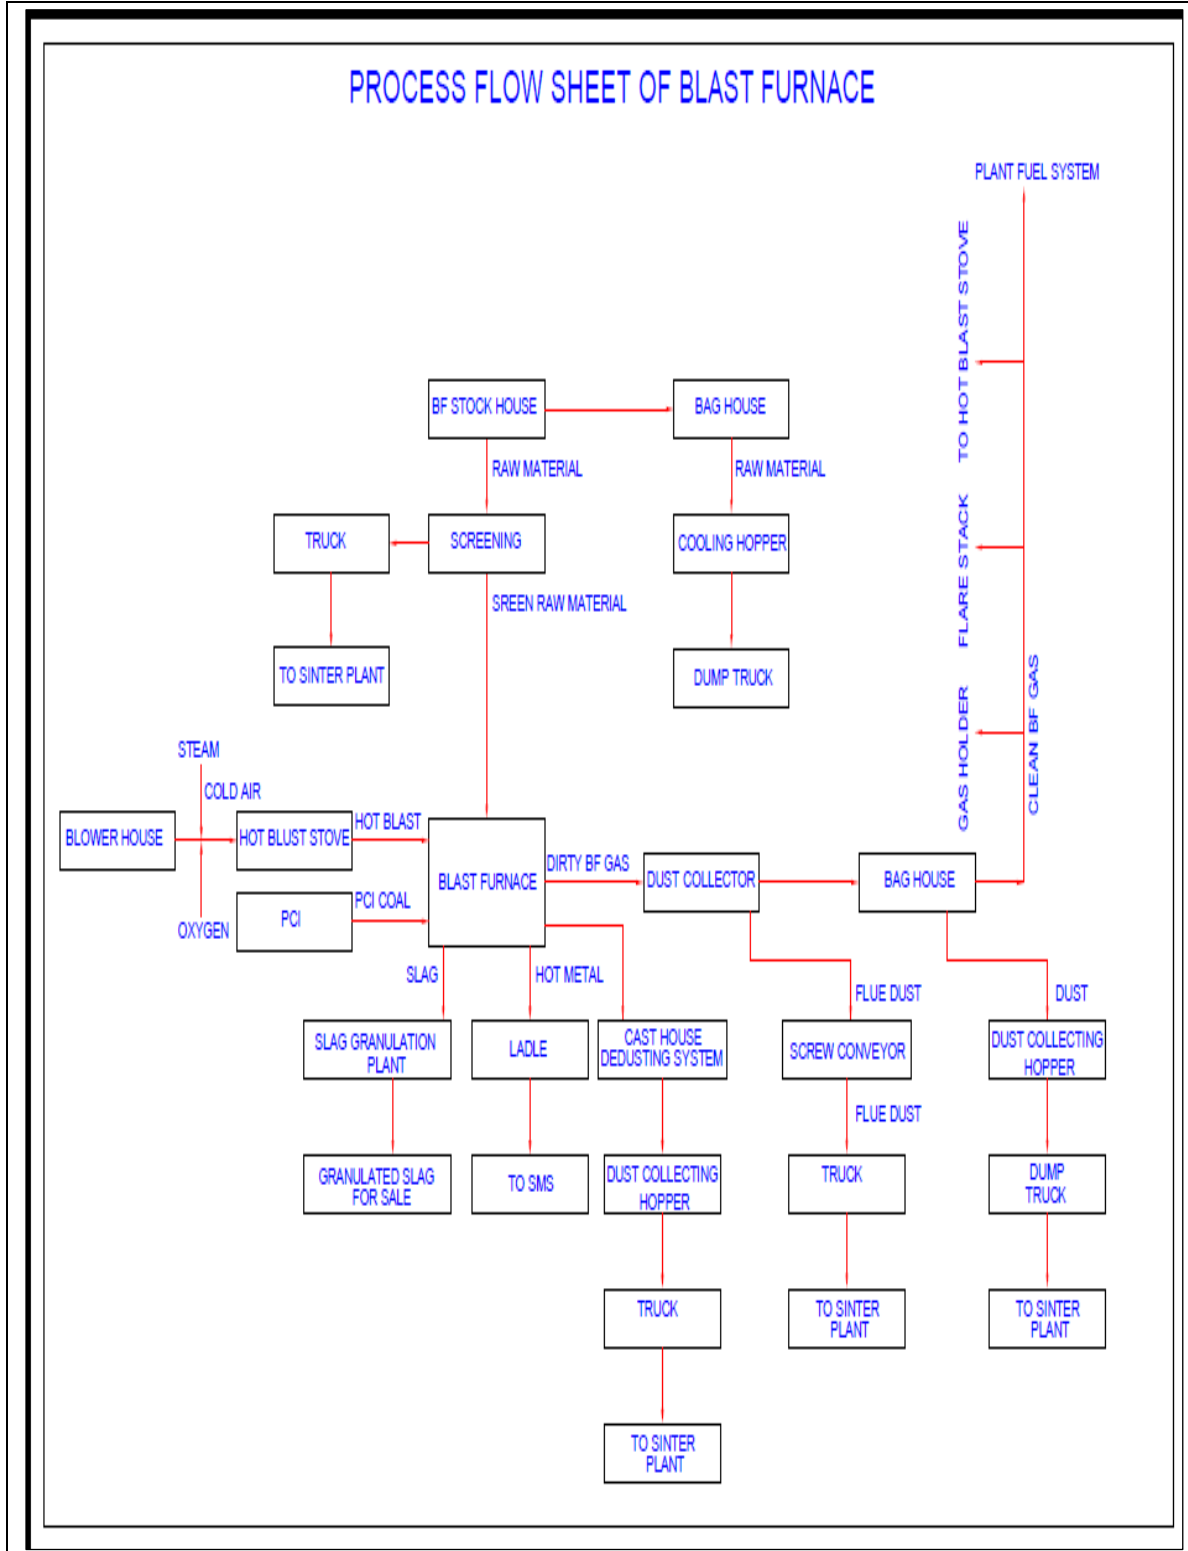 PROCESS FLOW SHEET OF BLAST FURNACE
PLANT FUEL SYSTEM
TO HOT BLAST STOVE
FLARE STACK
GAS HOLDER
CLEAN BF GAS
BF STOCK HOUSE
BAG HOUSE
RAW MATERIAL
RAW MATERIAL
TRUCK
SCREENING
COOLING HOPPER
SREEN RAW MATERIAL
TO SINTER PLANT
DUMP TRUCK
STEAM
COLD AIR
BLOWER HOUSE
HOT BLUST STOVE
HOT BLAST
BLAST FURNACE
DIRTY BF GAS
DUST COLLECTOR
BAG HOUSE
OXYGEN
PCI
PCI COAL
SLAG
HOT METAL
FLUE DUST
DUST
SLAG GRANULATION
PLANT
LADLE
CAST HOUSE
DEDUSTING SYSTEM
SCREW CONVEYOR
DUST COLLECTING
HOPPER
FLUE DUST
GRANULATED SLAG
FOR SALE
TO SMS
DUST COLLECTING
HOPPER
TRUCK
DUMP
TRUCK
TRUCK
TO SINTER
PLANT
TO SINTER
PLANT
TO SINTER
PLANT